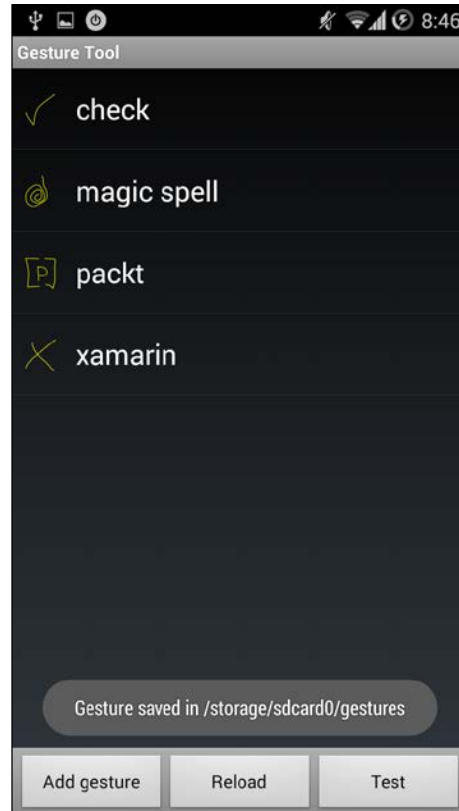 8:46
Gesture Tool
check
magic spell
[P] packt
xamarin
Gesture saved in /storage/sdcard0/gestures
Add gesture Reload Test